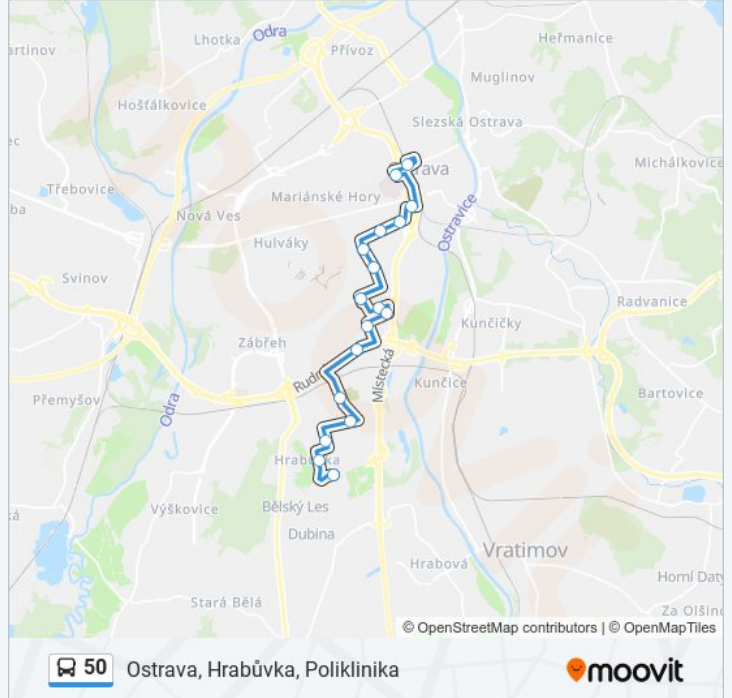 Lhotka
Odra
Přívoz
Heřmanice
artinov
Muglinov
Hošťálkovice
Slezská Ostrava
Michálkovice
Třebovice
Mariánské Hory
Nová Ves
Hulváky
Ostravice
Svinov
Radvanice
Kunčičky
Zábřeh
Místecká
Kunčice
Přemyšov
Odra
Bartovice
Výškovice
Bělský Les
Dubina
Vratimov
Hrabová
Horní Daty
Stará Bělá
Za Olšino
© OpenStreetMap contributors | © OpenMapTiles
50 Ostrava, Hrabůvka, Poliklinika
moovit